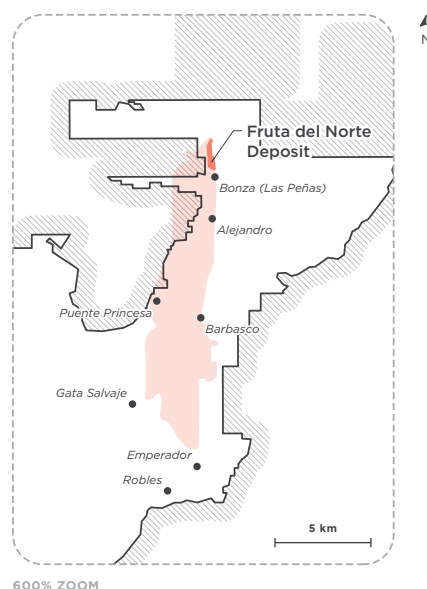 N
Fruta del Norte
Deposit
Bonza (Las Peñas)
Alejandro
Puente Princesa
Barbasco
Gata Salvaje
Emperador
Robles
5 km
600% ZOOM